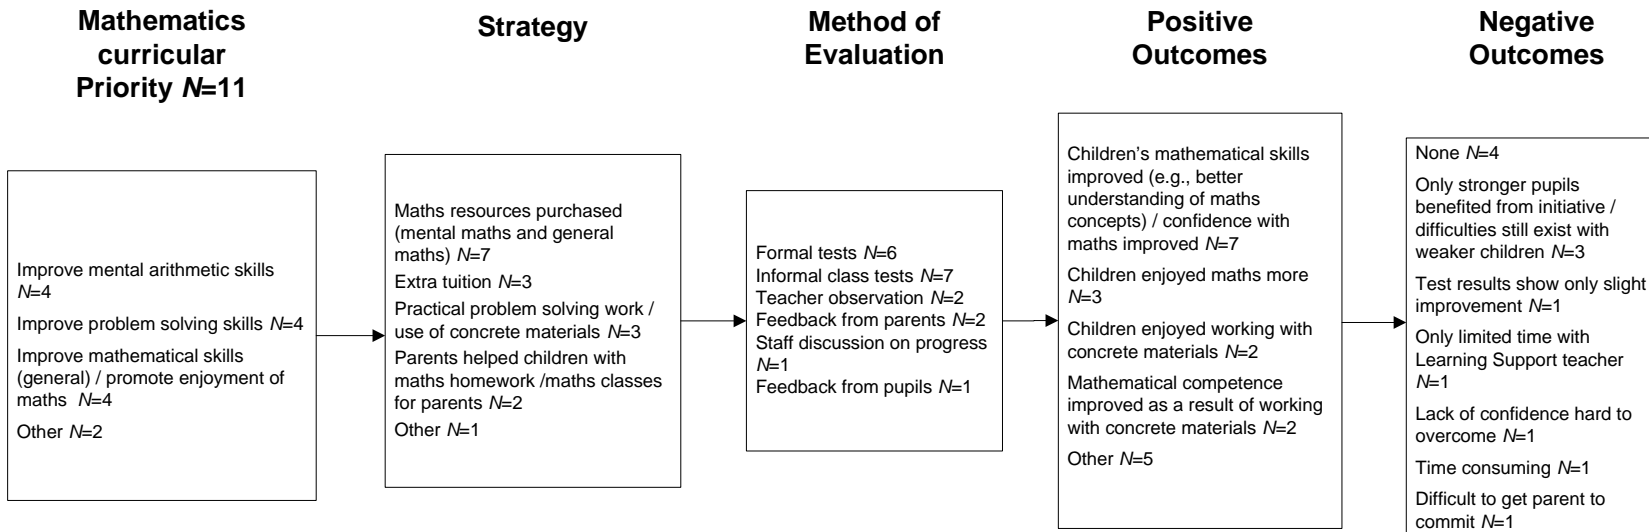 Mathematics
curricular
Priority N=11
Strategy
Method of
Evaluation
Positive
Outcomes
Negative
Outcomes
Improve mental arithmetic skills
N=4
Improve problem solving skills N=4
Improve mathematical skills
(general) / promote enjoyment of
maths N=4
Other N=2
Maths resources purchased
(mental maths and general
maths) N=7
Extra tuition N=3
Practical problem solving work /
use of concrete materials N=3
Parents helped children with
maths homework /maths classes
for parents N=2
Other N=1
Formal tests N=6
Informal class tests N=7
Teacher observation N=2
Feedback from parents N=2
Staff discussion on progress
N=1
Feedback from pupils N=1
Children's mathematical skills
improved (e.g., better
understanding of maths
concepts) / confidence with
maths improved N=7
Children enjoyed maths more
N=3
Children enjoyed working with
concrete materials N=2
Mathematical competence
improved as a result of working
with concrete materials N=2
Other N=5
None N=4
Only stronger pupils
benefited from initiative /
difficulties still exist with
weaker children N=3
Test results show only slight
improvement N=1
Only limited time with
Learning Support teacher
N=1
Lack of confidence hard to
overcome N=1
Time consuming N=1
Difficult to get parent to
commit N=1